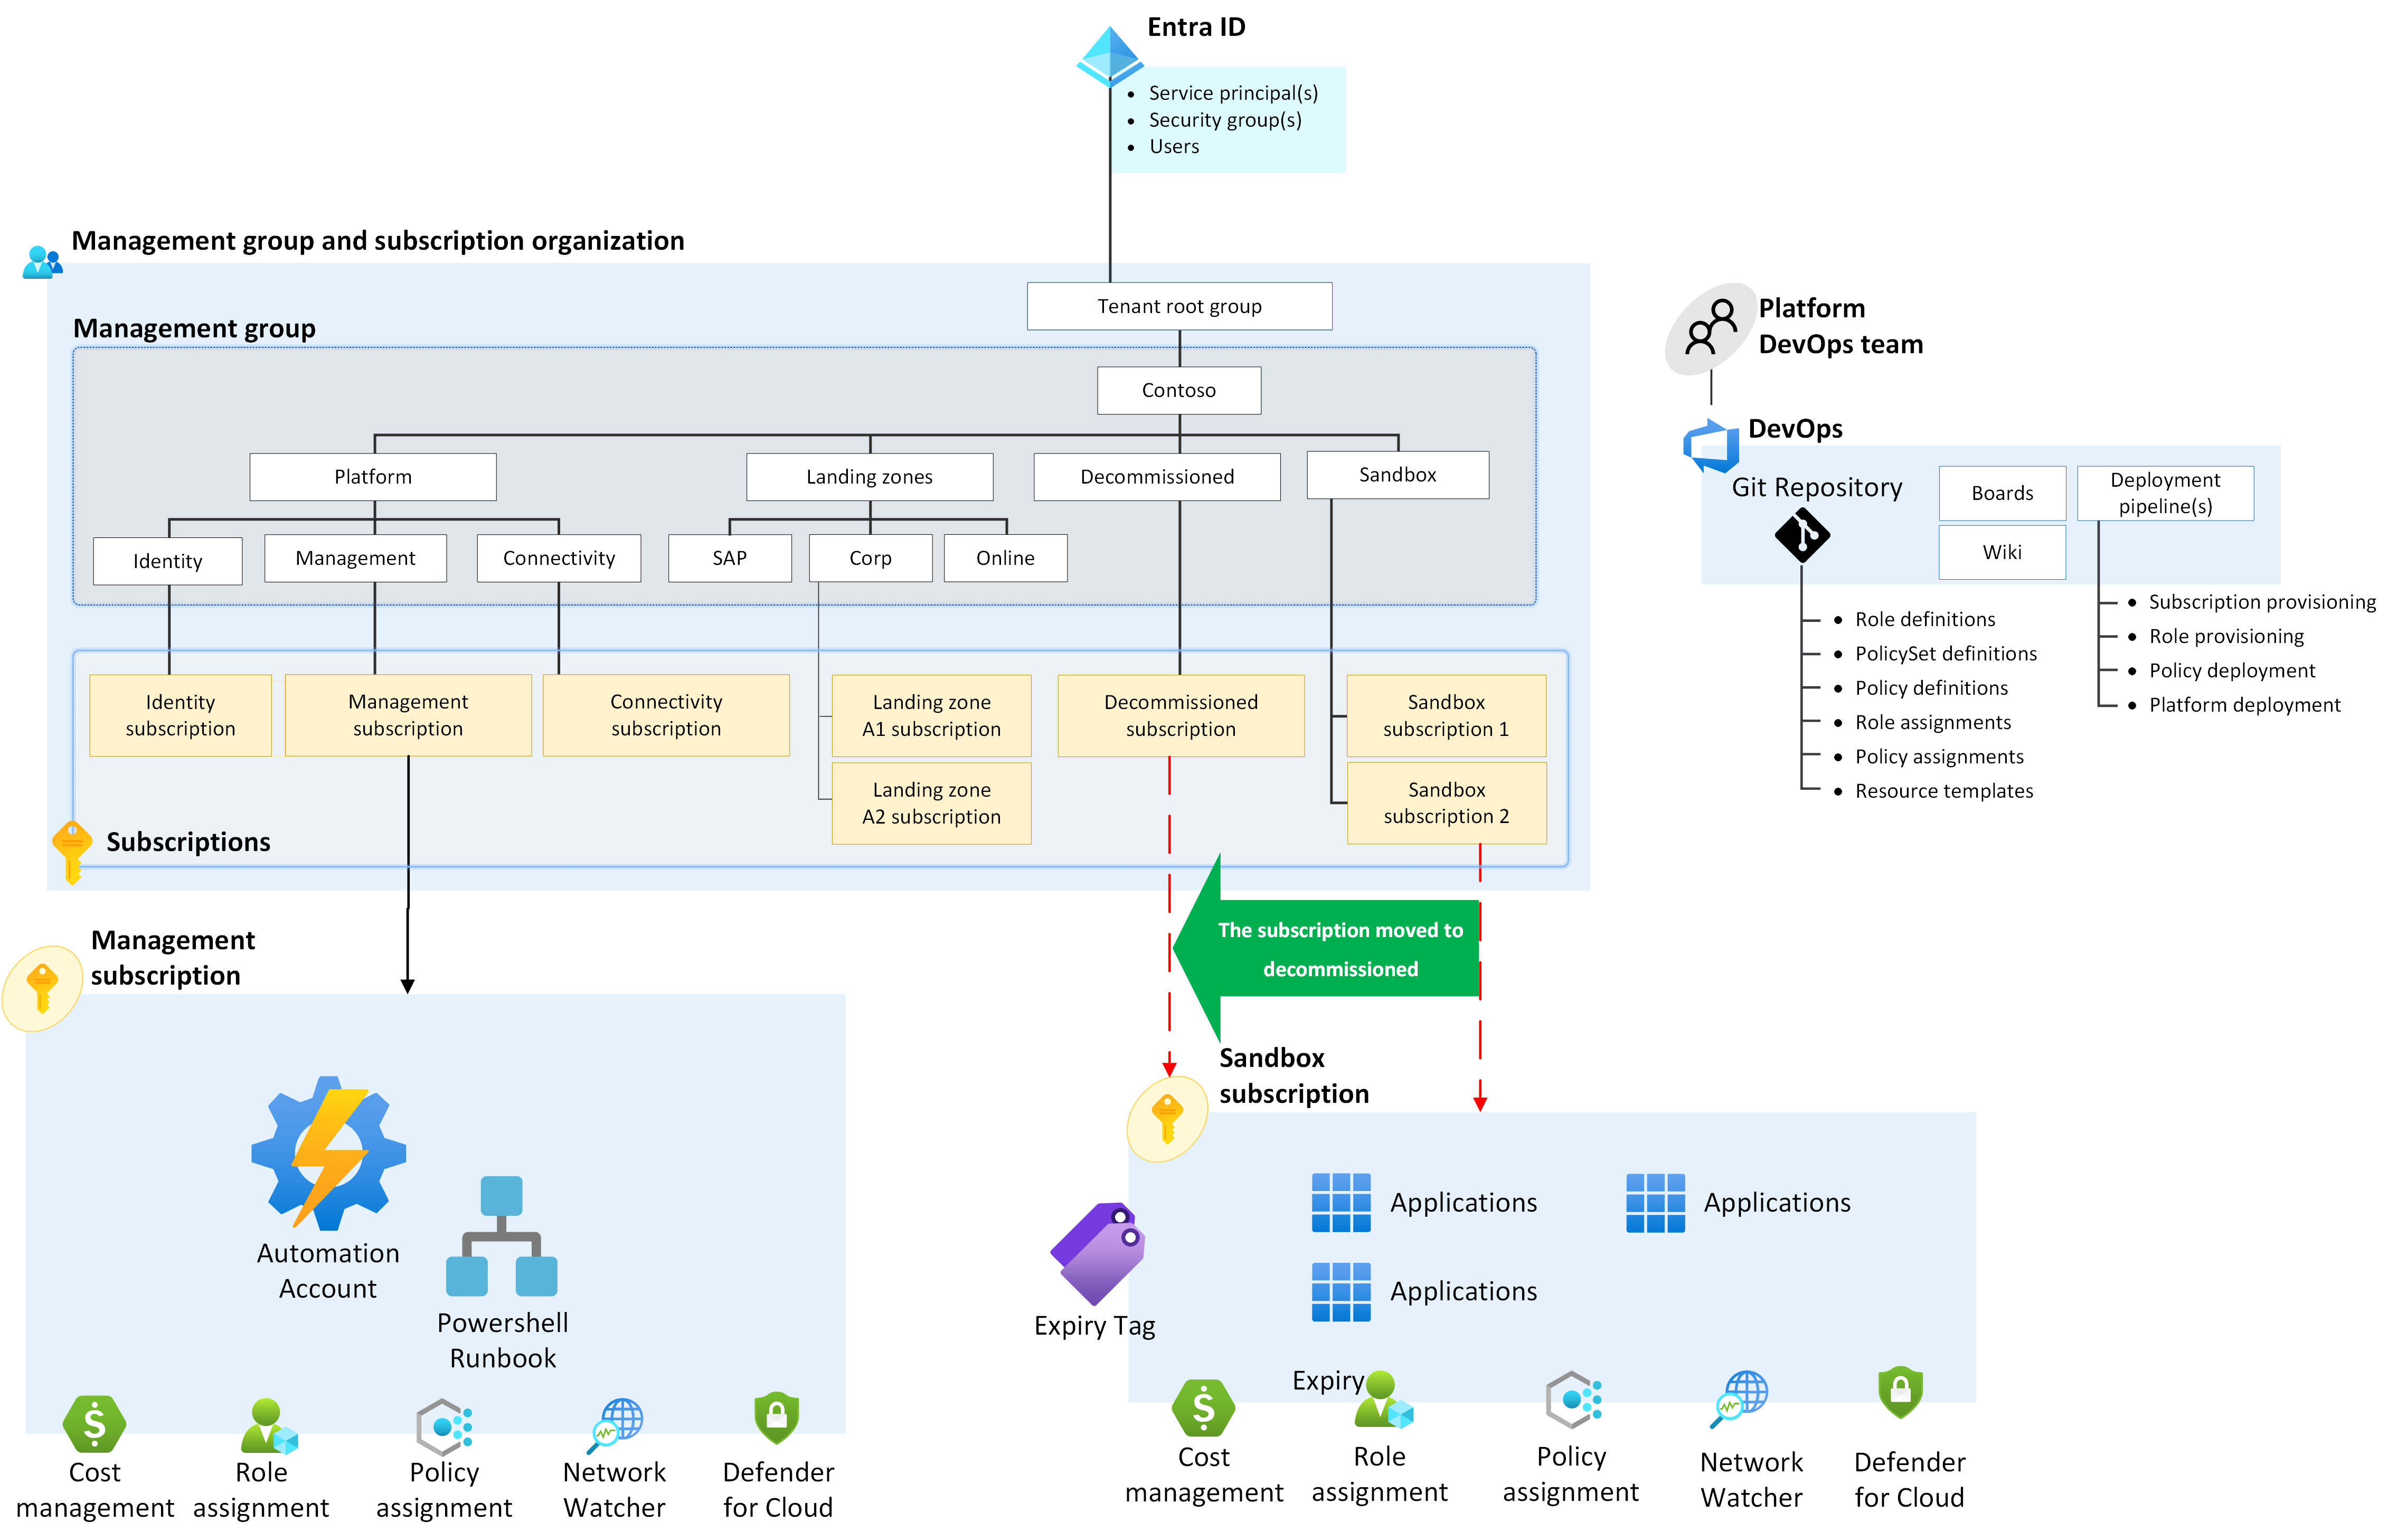 Entra ID
Service principal(s)
Security group(s)
Users
Management group and subscription organization
Tenant root group
Management group
Contoso
Platform
Landing zones
Decommissioned
Sandbox
Identity
Management
Connectivity
SAP
Corp
Online
Identity
subscription
Management
subscription
Connectivity
subscription
Landing zone
A1 subscription
Landing zone
A2 subscription
Decommissioned
subscription
Sandbox
subscription 1
Sandbox
subscription 2
Subscriptions
Platform
DevOps team
DevOps
Git Repository
Boards
Wiki
Deployment
pipeline(s)
Role definitions
PolicySet definitions
Policy definitions
Role assignments
Policy assignments
Resource templates
Subscription provisioning
Role provisioning
Policy deployment
Platform deployment
The subscription moved to
decommissioned
Management
subscription
Automation
Account
Powershell
Runbook
Cost
management
Role
assignment
Policy
assignment
Network
Watcher
Defender
for Cloud
Sandbox
subscription
Applications
Applications
Applications
Expiry Tag
Expiry
Cost
management
Role
assignment
Policy
assignment
Network
Watcher
Defender
for Cloud